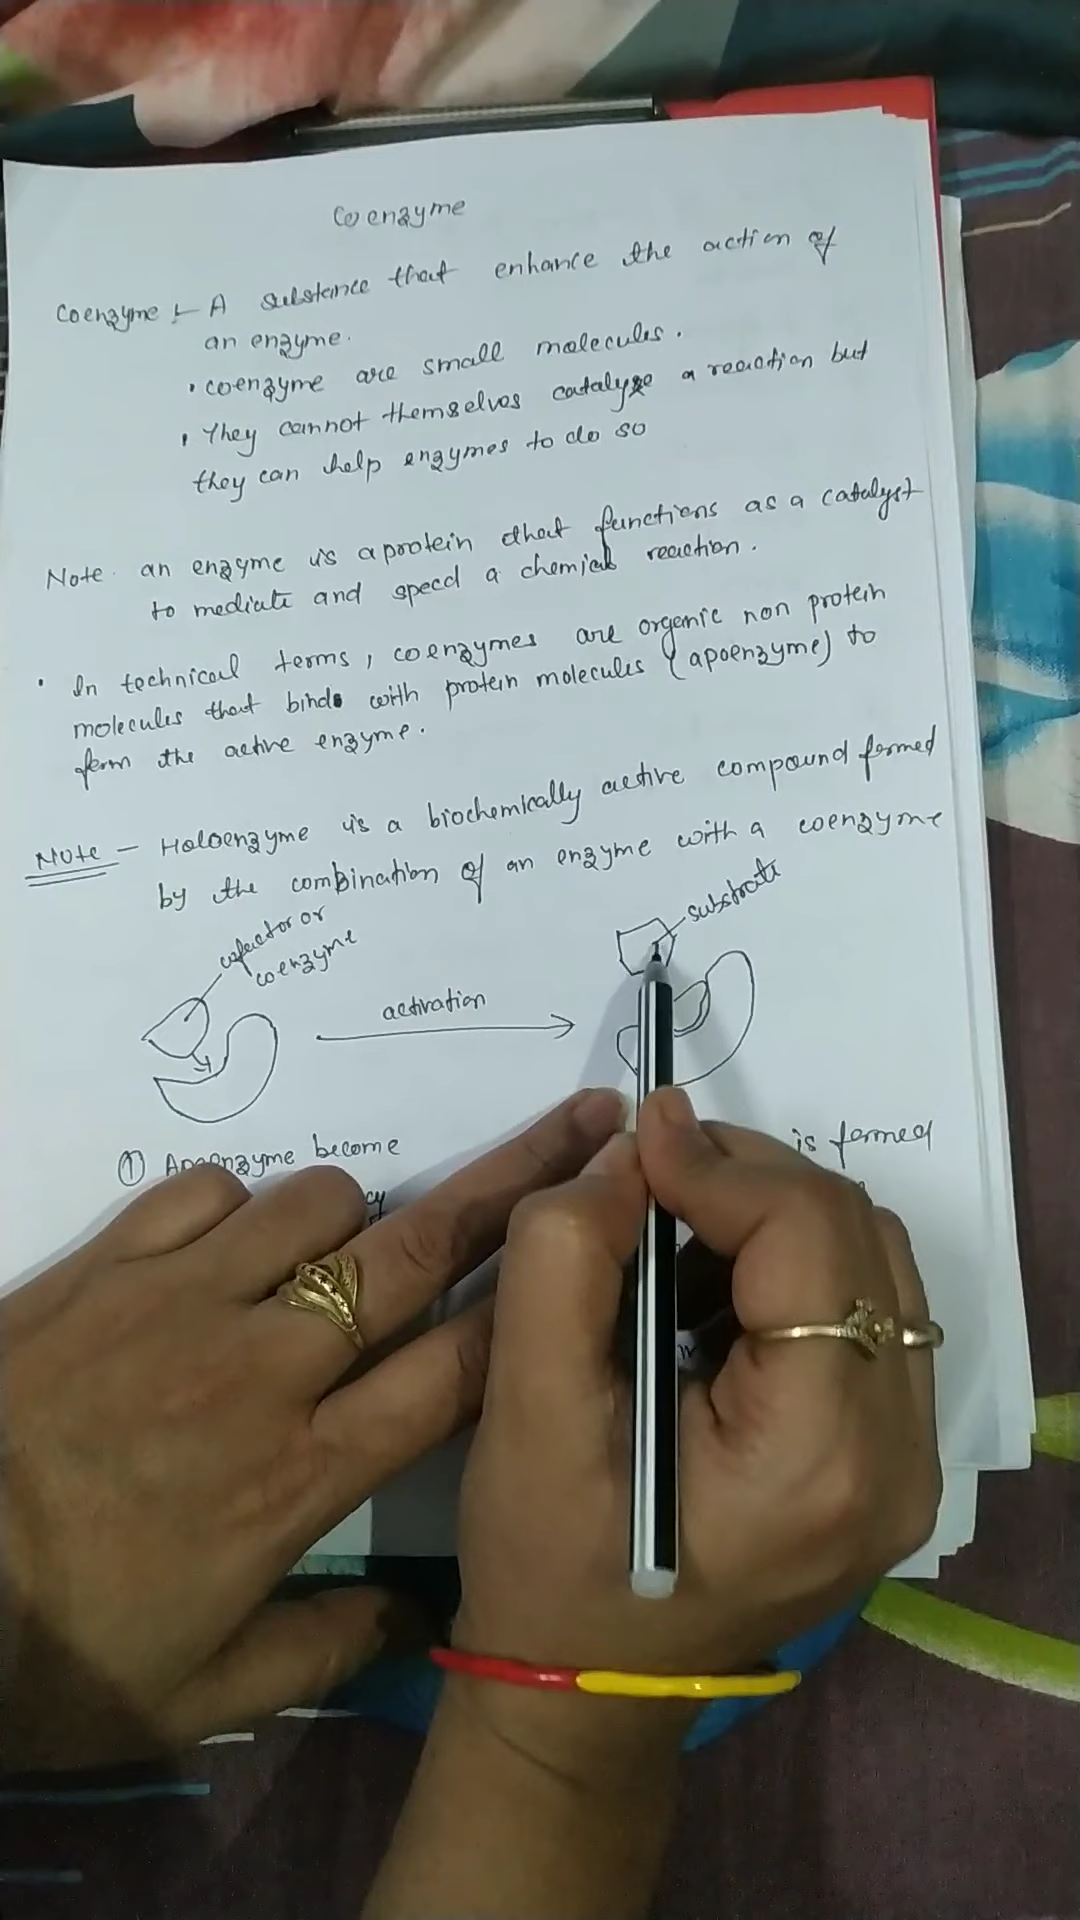 Coenzyme
Coenzyme :- A substance that enhance the action of
an enzyme.
• coenzyme are small molecules.
• They cannot themselves catalyze a reaction but
they can help enzymes to do so
Note. an enzyme is a protein that functions as a catalyst
to mediate and speed a chemical reaction.
• In technical terms, coenzymes are organic non protein
molecules that binds with protein molecules (apoenzyme) to
form the active enzyme.
Note - Holoenzyme is a biochemically active compound formed
by the combination of an enzyme with a coenzyme
substrate
cofactor or
coenzyme
activation
① Apoenzyme become
is formed
cy